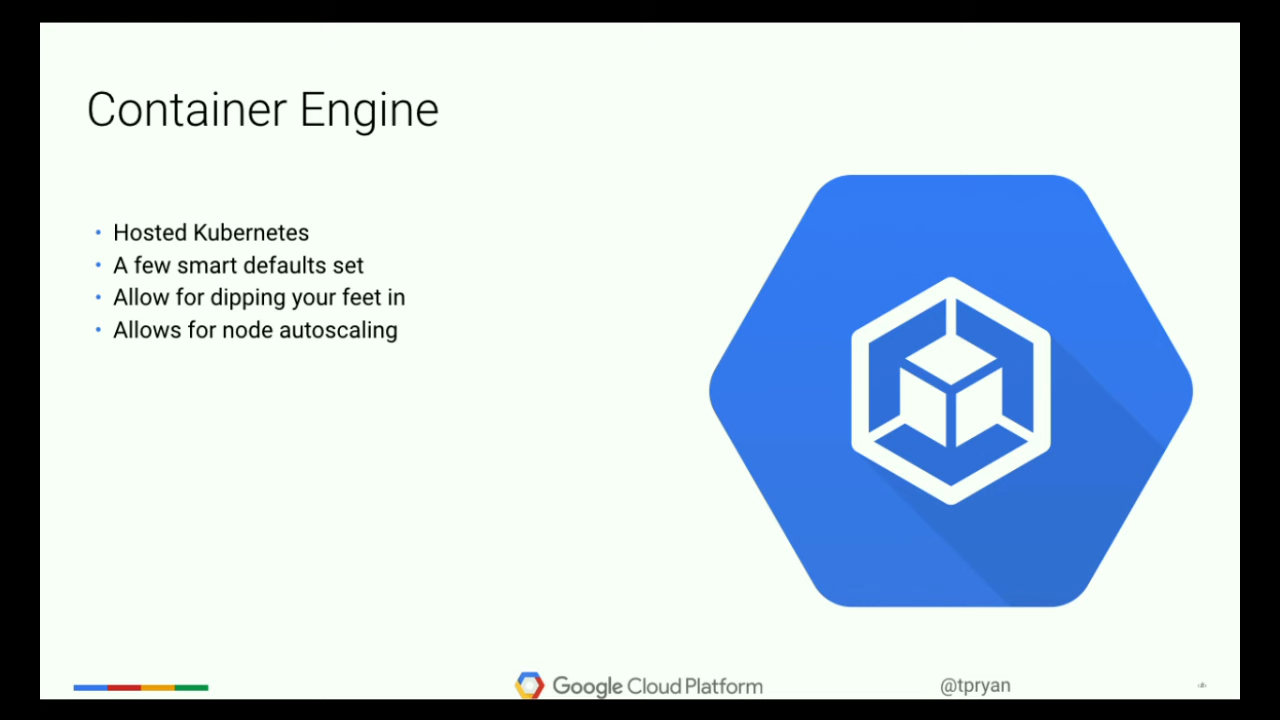 Container Engine
• Hosted Kubernetes
• A few smart defaults set
• Allow for dipping your feet in
• Allows for node autoscaling
Google Cloud Platform
@tpryan